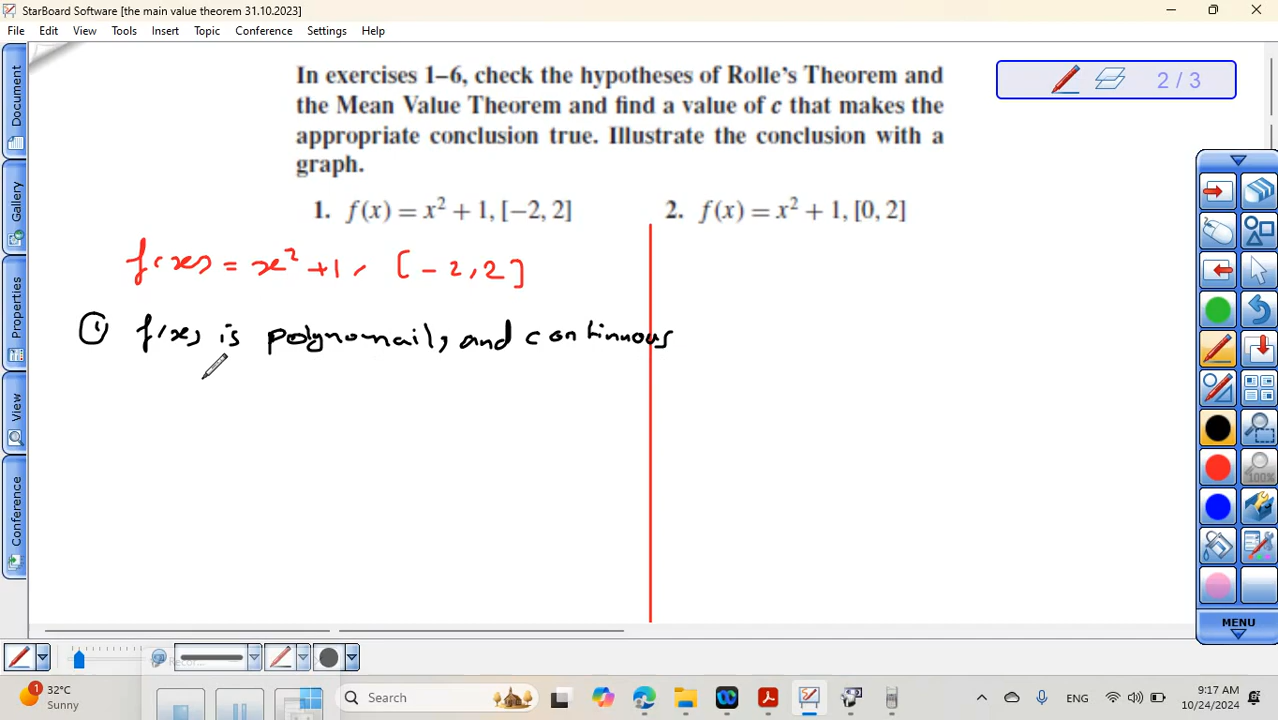 StarBoard Software [the main value theorem 31.10.2023]
File Edit View Tools Insert Topic Conference Settings Help
Document
Gallery
Properties
View
Conference
In exercises 1–6, check the hypotheses of Rolle's Theorem and
the Mean Value Theorem and find a value of c that makes the
appropriate conclusion true. Illustrate the conclusion with a
graph.
1. f(x) = x² + 1, [−2, 2]
2. f(x) = x² + 1, [0, 2]
f(x) = x² + 1, [-2, 2]
① f(x) is polynomail, and continuous
2 / 3
100%
MENU
Recor...
1
32°C
Sunny
Search
ENG
9:17 AM
10/24/2024